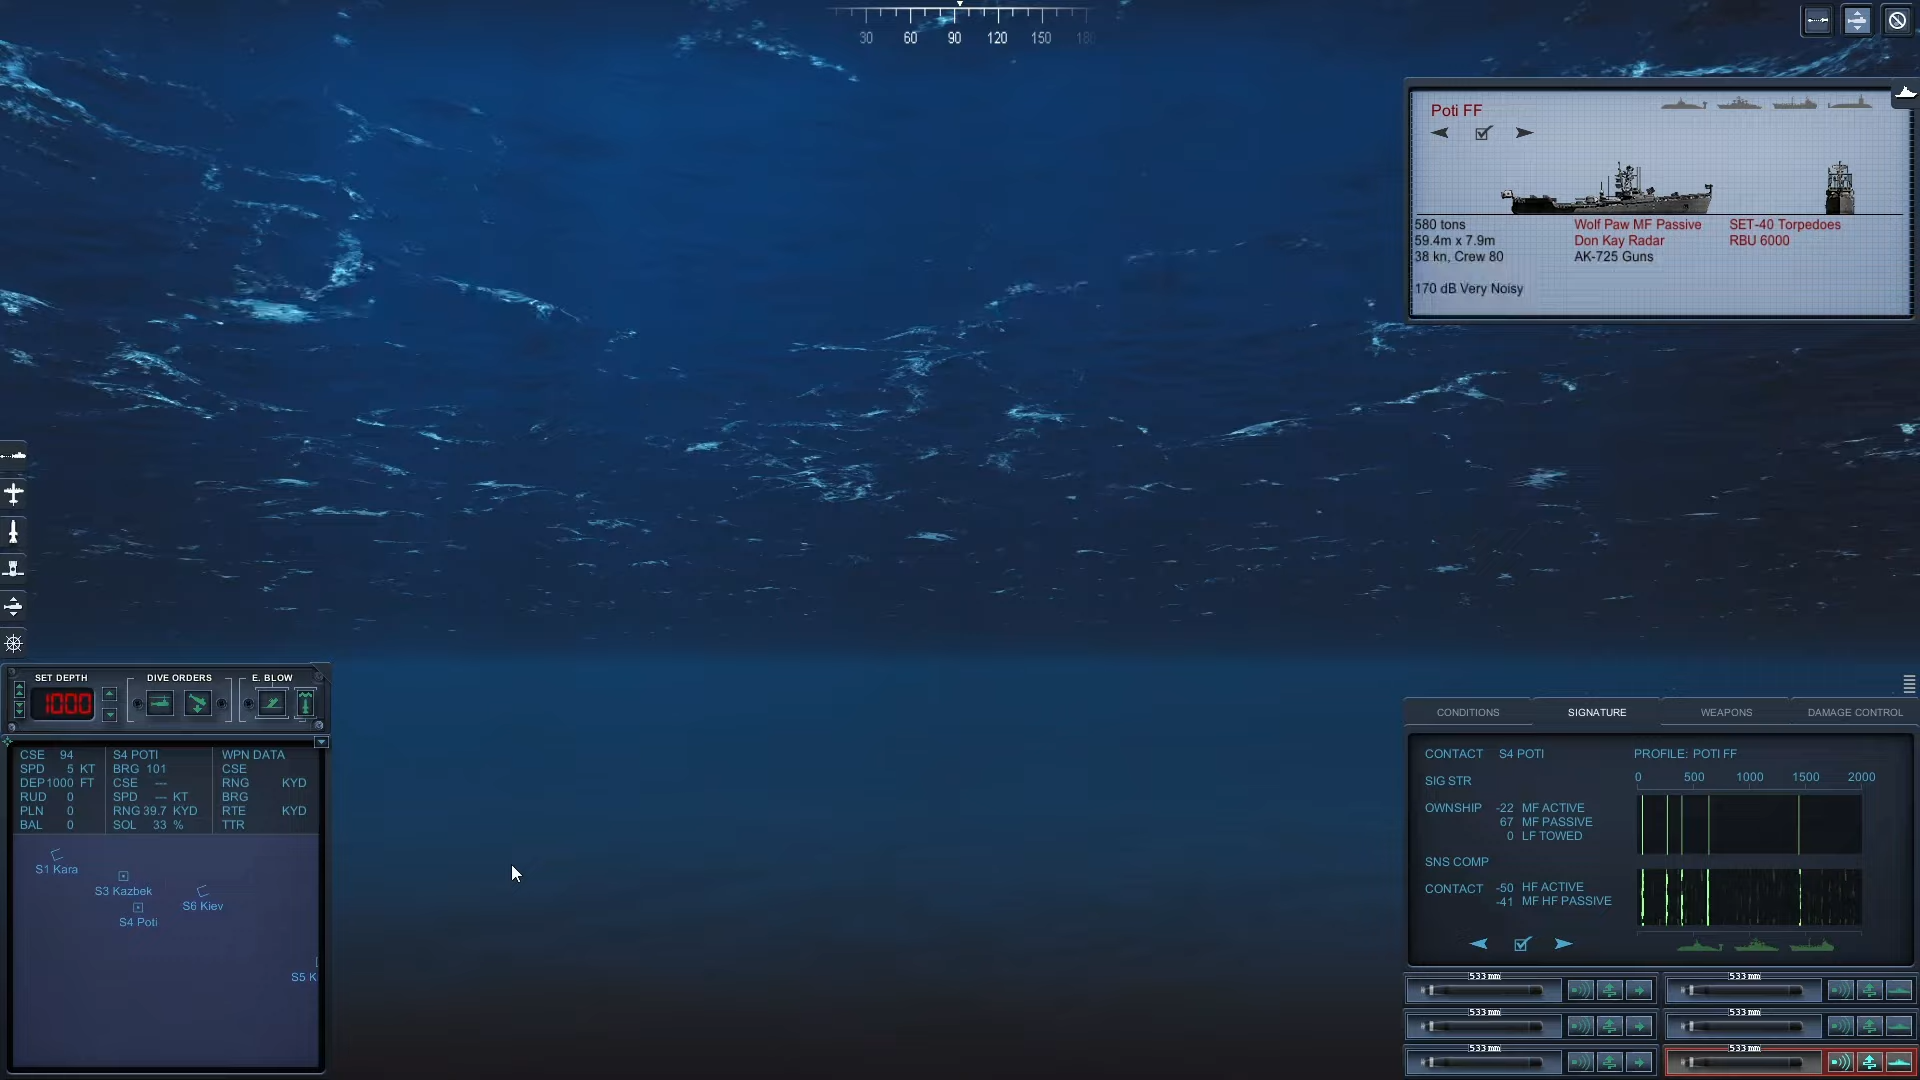 30 60 90 120 150 180
Poti FF
580 tons
59.4m x 7.9m
38 kn, Crew 80
170 dB Very Noisy
Wolf Paw MF Passive
Don Kay Radar
AK-725 Guns
SET-40 Torpedoes
RBU 6000
SET DEPTH
DIVE ORDERS
E. BLOW
1000
CSE 94
SPD 5 KT
DEP 1000 FT
RUD 0
PLN 0
BAL 0
S4 POTI
BRG 101
CSE ---
SPD --- KT
RNG 39.7 KYD
SOL 33 %
WPN DATA
CSE
RNG KYD
BRG
RTE KYD
TTR
S1 Kara
S3 Kazbek
S6 Kiev
S4 Poti
S5 K
CONDITIONS
SIGNATURE
WEAPONS
DAMAGE CONTROL
CONTACT S4 POTI
PROFILE: POTI FF
SIG STR
0 500 1000 1500 2000
OWNSHIP -22 MF ACTIVE
67 MF PASSIVE
0 LF TOWED
SNS COMP
CONTACT -50 HF ACTIVE
-41 MF HF PASSIVE
533 mm
533 mm
533 mm
533 mm
533 mm
533 mm